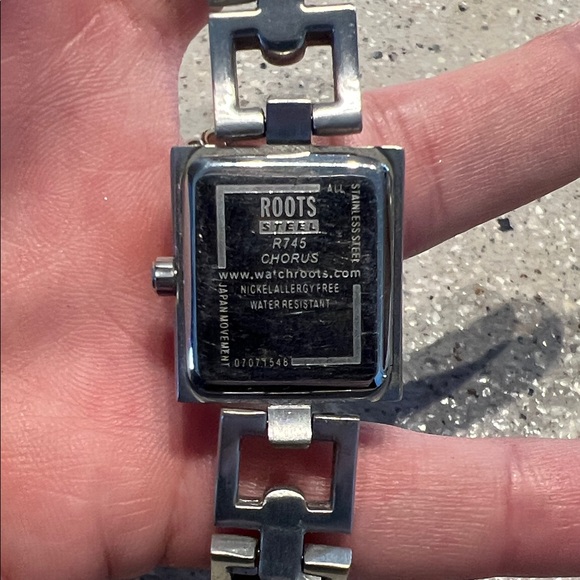 ROOTS
STEEL
R745
CHORUS
www.watchroots.com
NICKEL ALLERGY FREE
WATER RESISTANT
ALL STAINLESS STEEL
JAPAN MOVEMENT
07071546